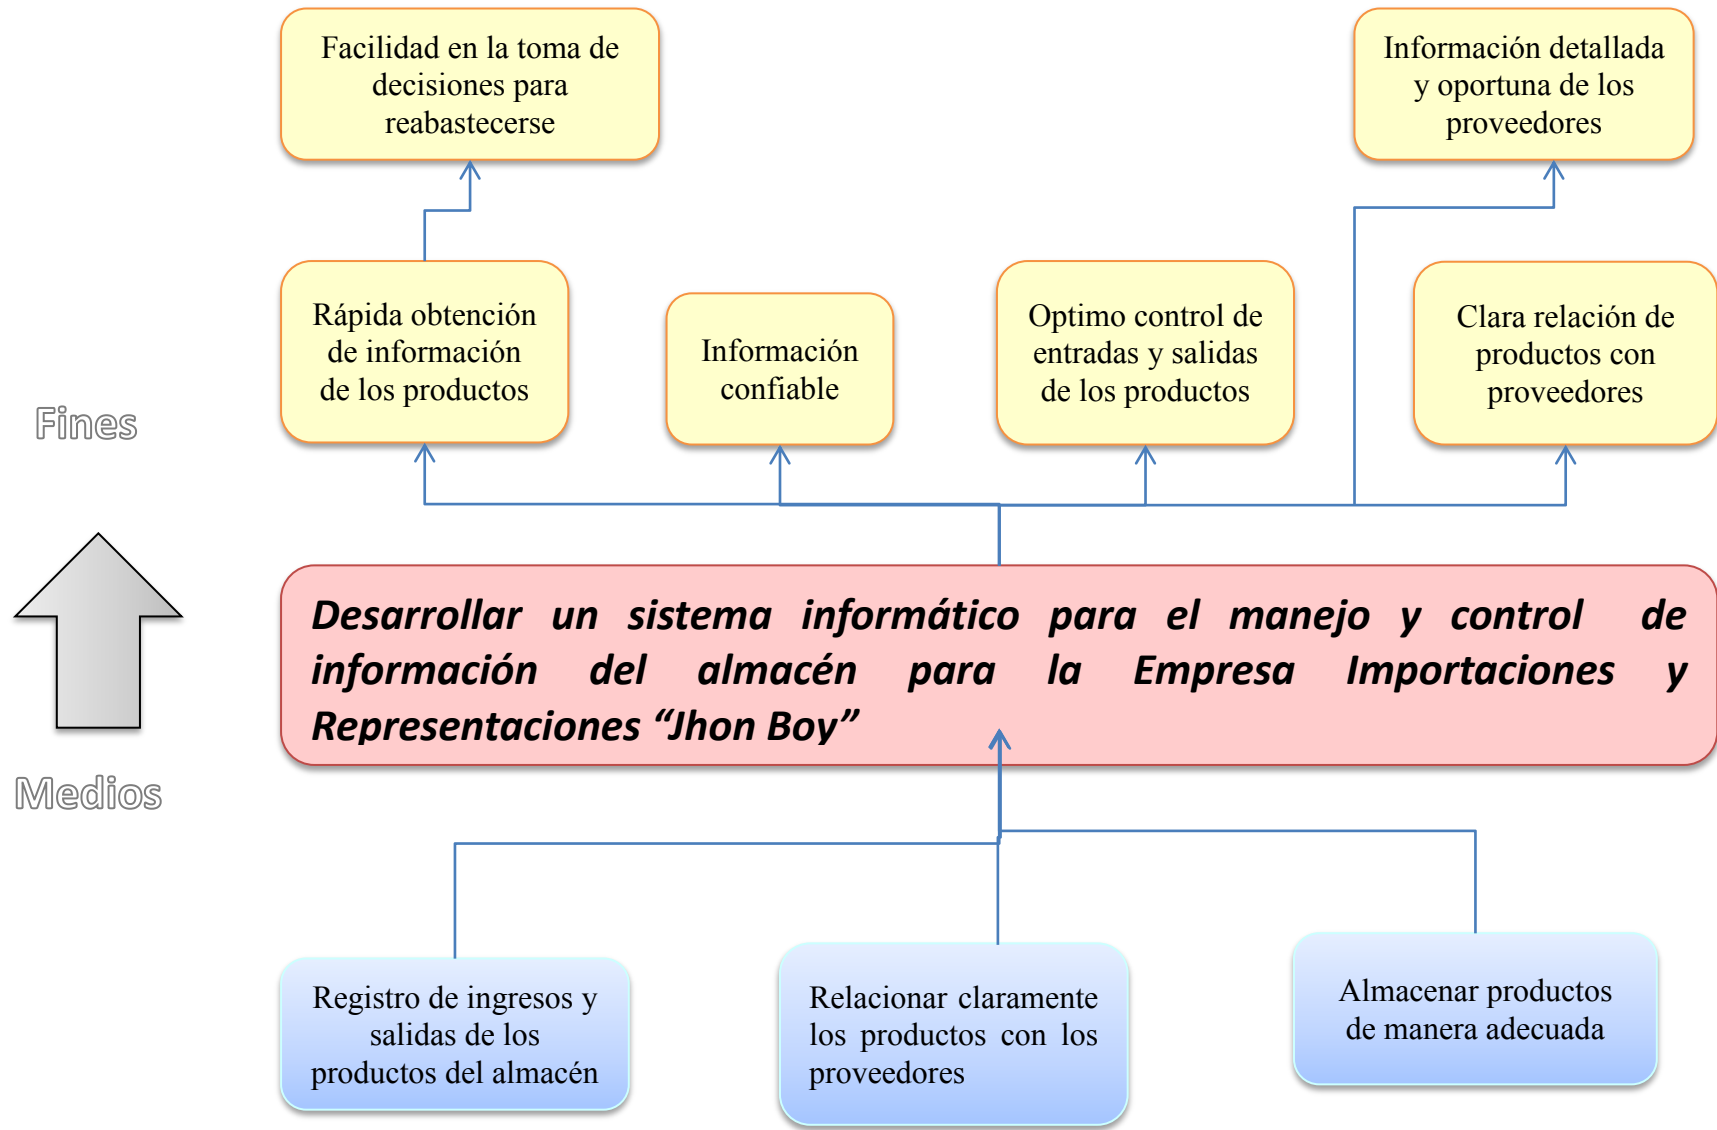 Facilidad en la toma de
decisiones para
reabastecerse
Información detallada
y oportuna de los
proveedores
Rápida obtención
de información
de los productos
Información
confiable
Optimo control de
entradas y salidas
de los productos
Clara relación de
productos con
proveedores
Fines
Desarrollar un sistema informático para el manejo y control de
información del almacén para la Empresa Importaciones y
Representaciones “Jhon Boy”
Medios
Registro de ingresos y
salidas de los
productos del almacén
Relacionar claramente
los productos con los
proveedores
Almacenar productos
de manera adecuada